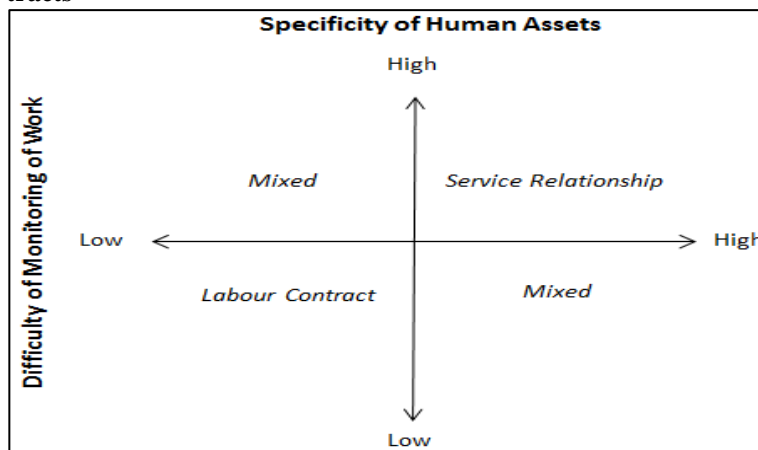 tracts
Specificity of Human Assets
High
Difficulty of Monitoring of Work
Mixed
Service Relationship
Low
High
Labour Contract
Mixed
Low